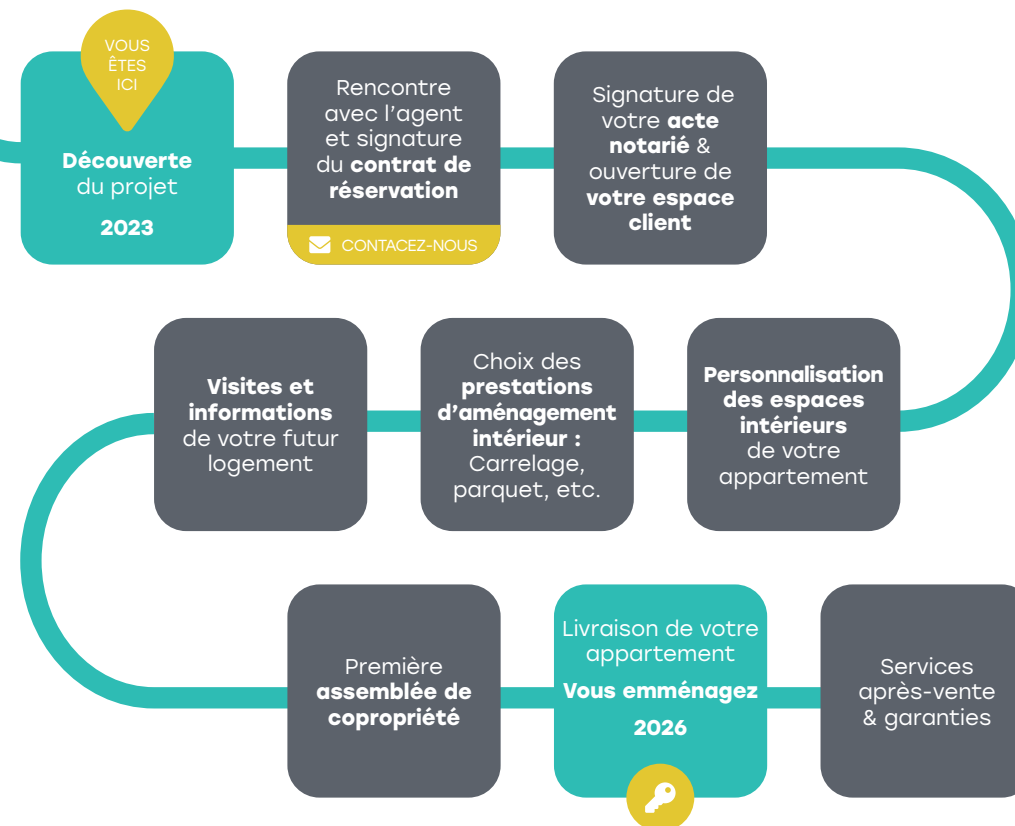 VOUS
ÊTES
ICI
Découverte
du projet
2023
Rencontre
avec l’agent
et signature
du contrat de
réservation
CONTACEZ-NOUS
Signature de
votre acte
notarié &
ouverture de
votre espace
client
Personnalisation
des espaces
intérieurs
de votre
appartement
Choix des
prestations
d’aménagement
intérieur :
Carrelage,
parquet, etc.
Visites et
informations
de votre futur
logement
Première
assemblée de
copropriété
Livraison de votre
appartement
Vous emménagez
2026
Services
après-vente
& garanties